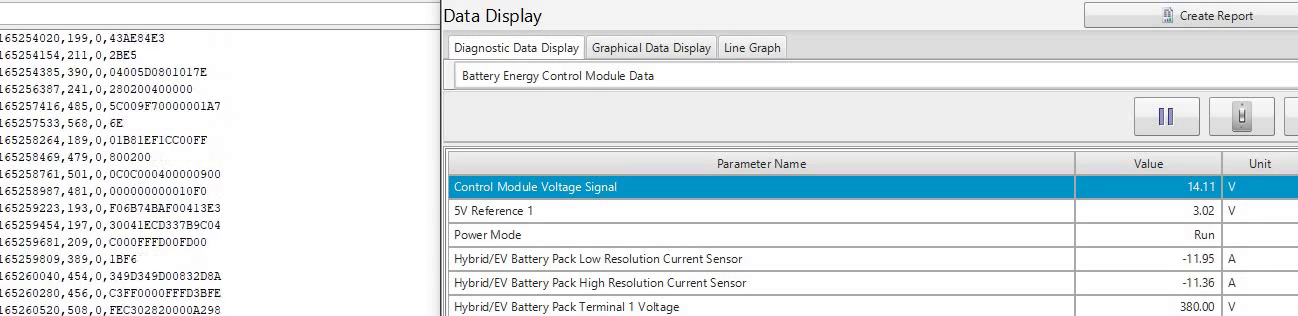 165254020,199,0,43AE84E3
165254154,211,0,2BE5
165254385,390,0,04005D0801017E
165256387,241,0,280200400000
165257416,485,0,5C009F70000001A7
165257533,568,0,6E
165258264,189,0,01B81EF1CC00FF
165258469,479,0,800200
165258761,501,0,0C0C000400000900
165258987,481,0,000000000010F0
165259223,193,0,F06B74BAF00413E3
165259454,197,0,30041ECD337B9C04
165259681,209,0,C000FFFD00FD00
165259809,389,0,1BF6
165260040,454,0,349D349D00832D8A
165260280,456,0,C3FF0000FFFD3BFE
165260520,508,0,FEC302820000A298
Data Display
Create Report
Diagnostic Data Display Graphical Data Display Line Graph
Battery Energy Control Module Data
Parameter Name Value Unit
Control Module Voltage Signal 14.11 V
5V Reference 1 3.02 V
Power Mode Run
Hybrid/EV Battery Pack Low Resolution Current Sensor -11.95 A
Hybrid/EV Battery Pack High Resolution Current Sensor -11.36 A
Hybrid/EV Battery Pack Terminal 1 Voltage 380.00 V